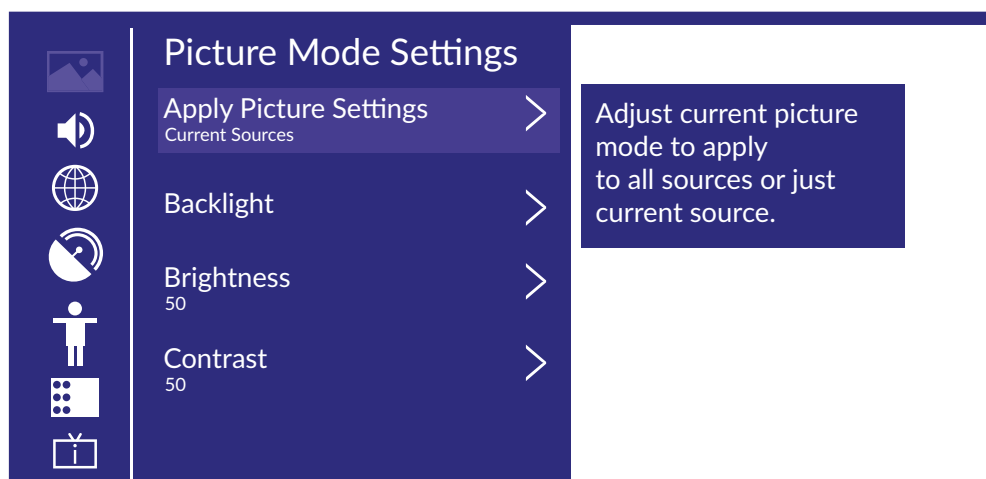 Picture Mode Settings
Apply Picture Settings
Current Sources
Backlight
Brightness
50
Contrast
50
Adjust current picture
mode to apply
to all sources or just
current source.